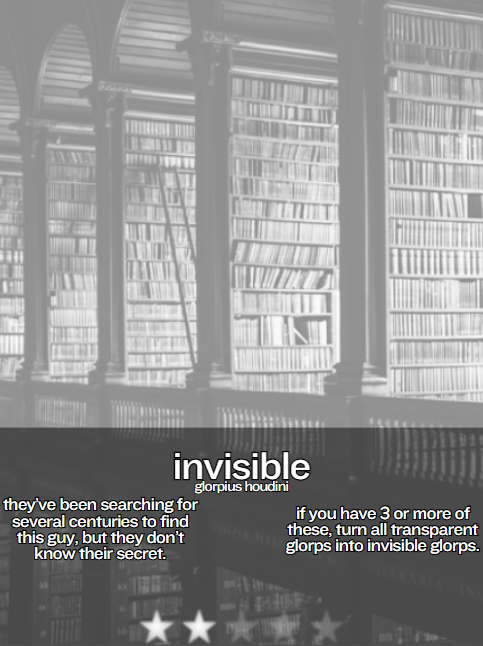 invisible
glorpius houdini
they've been searching for
several centuries to find
this guy, but they don't
know their secret.
if you have 3 or more of
these, turn all transparent
glorps into invisible glorps.